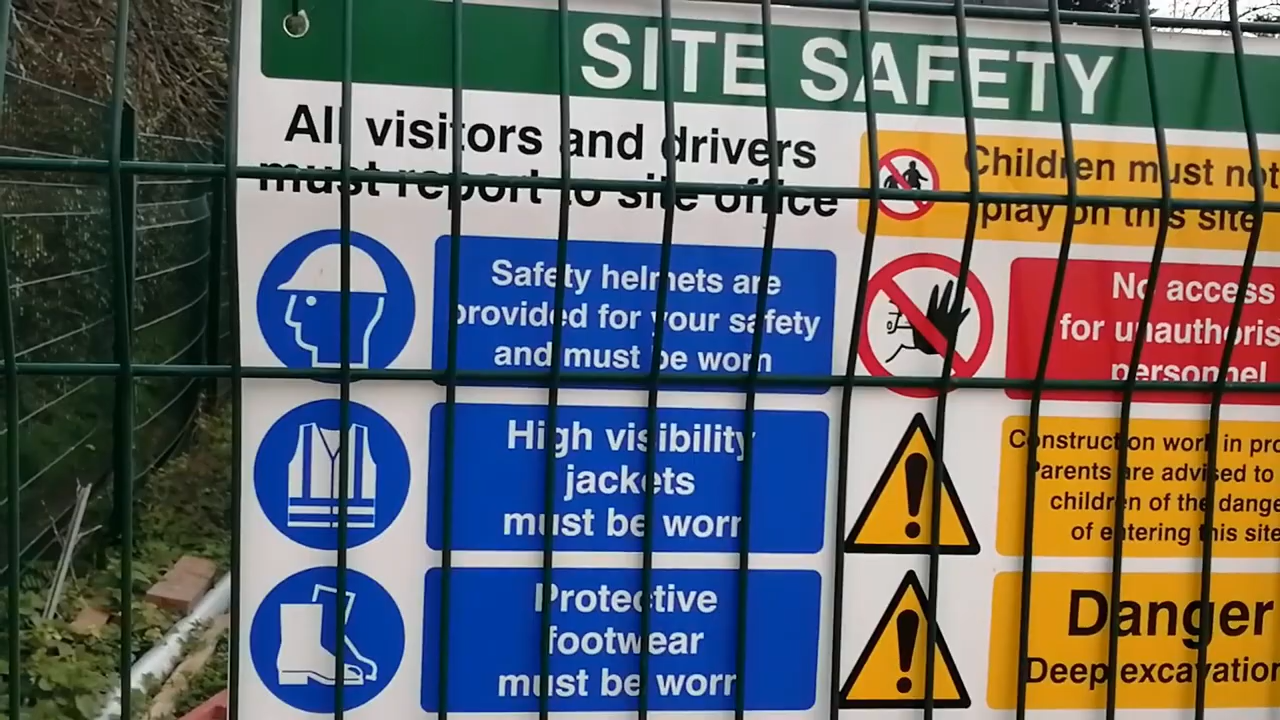 SITE SAFETY
All visitors and drivers
must report to site office
Children must not
play on this site
Safety helmets are
provided for your safety
and must be worn
No access
for unauthoris
personnel
High visibility
jackets
must be worn
Construction work in pro
Parents are advised to
children of the dange
of entering this site
Protective
footwear
must be worn
Danger
Deep excavation